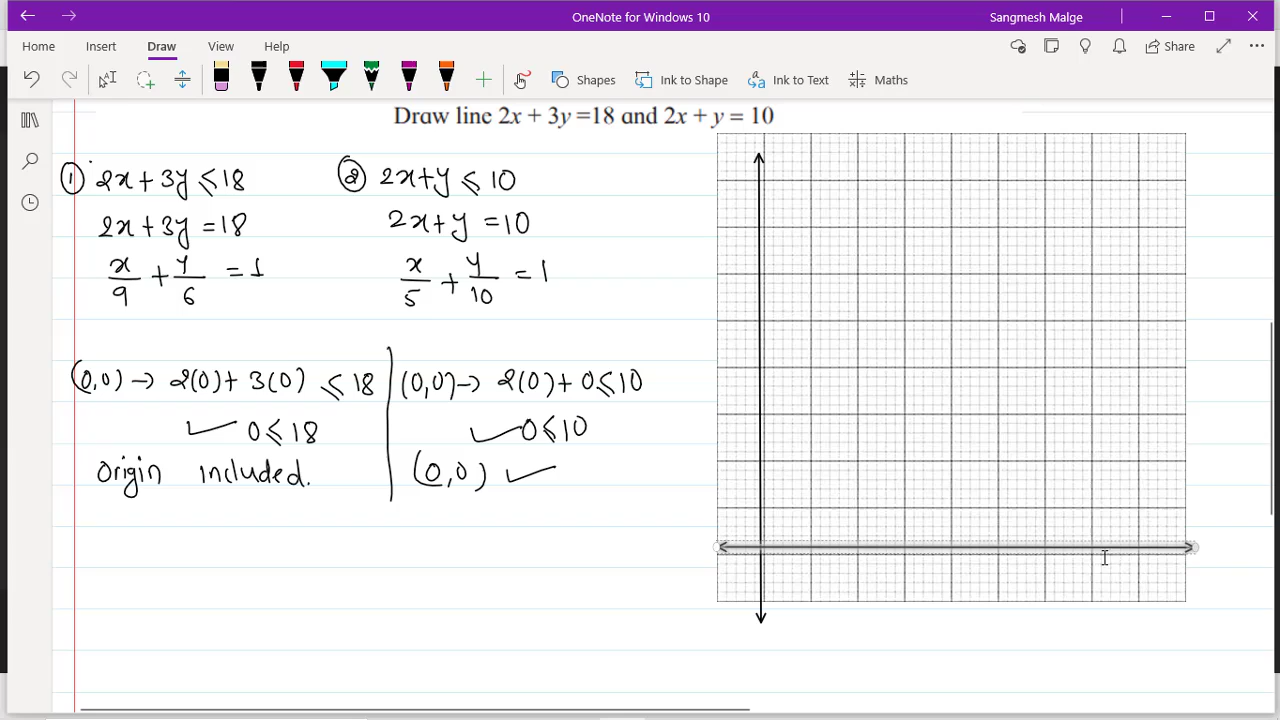 OneNote for Windows 10
Sangmesh Malge
Home Insert Draw View Help
Share
Shapes Ink to Shape Ink to Text Maths
Draw line 2x + 3y =18 and 2x + y = 10
① 2x + 3y ≤ 18
2x + 3y = 18
x/9 + y/6 = 1
② 2x + y ≤ 10
2x + y = 10
x/5 + y/10 = 1
(0,0) → 2(0) + 3(0) ≤ 18
✓ 0 ≤ 18
Origin included.
(0,0) → 2(0) + 0 ≤ 10
✓ 0 ≤ 10
(0,0) ✓